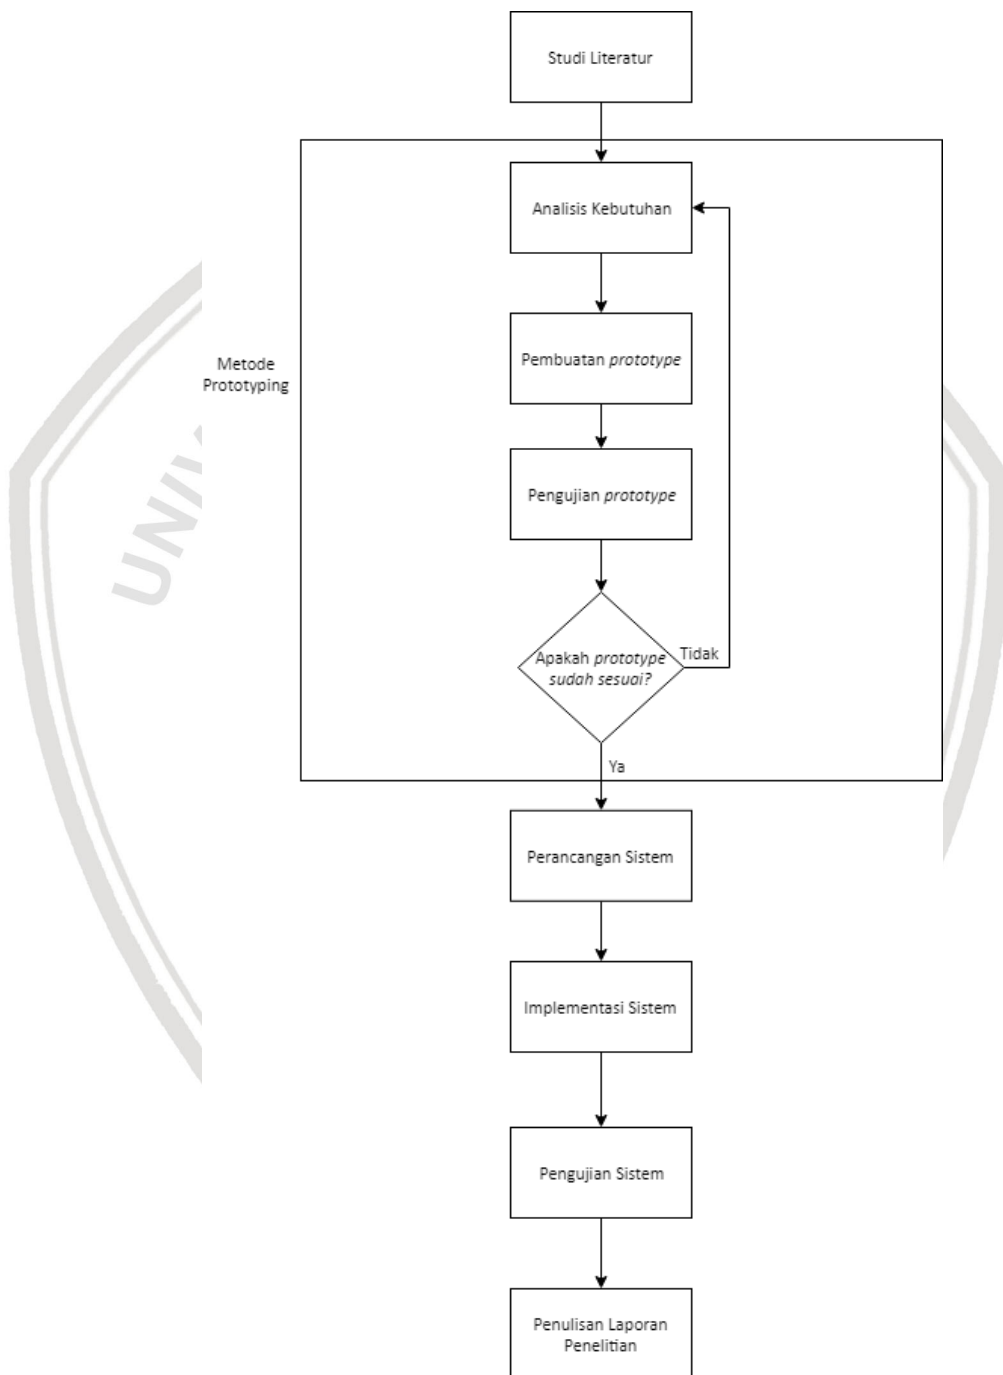 Studi Literatur
Analisis Kebutuhan
Pembuatan prototype
Metode
Prototyping
Pengujian prototype
Apakah prototype
sudah sesuai?
Tidak
Ya
Perancangan Sistem
Implementasi Sistem
Pengujian Sistem
Penulisan Laporan
Penelitian